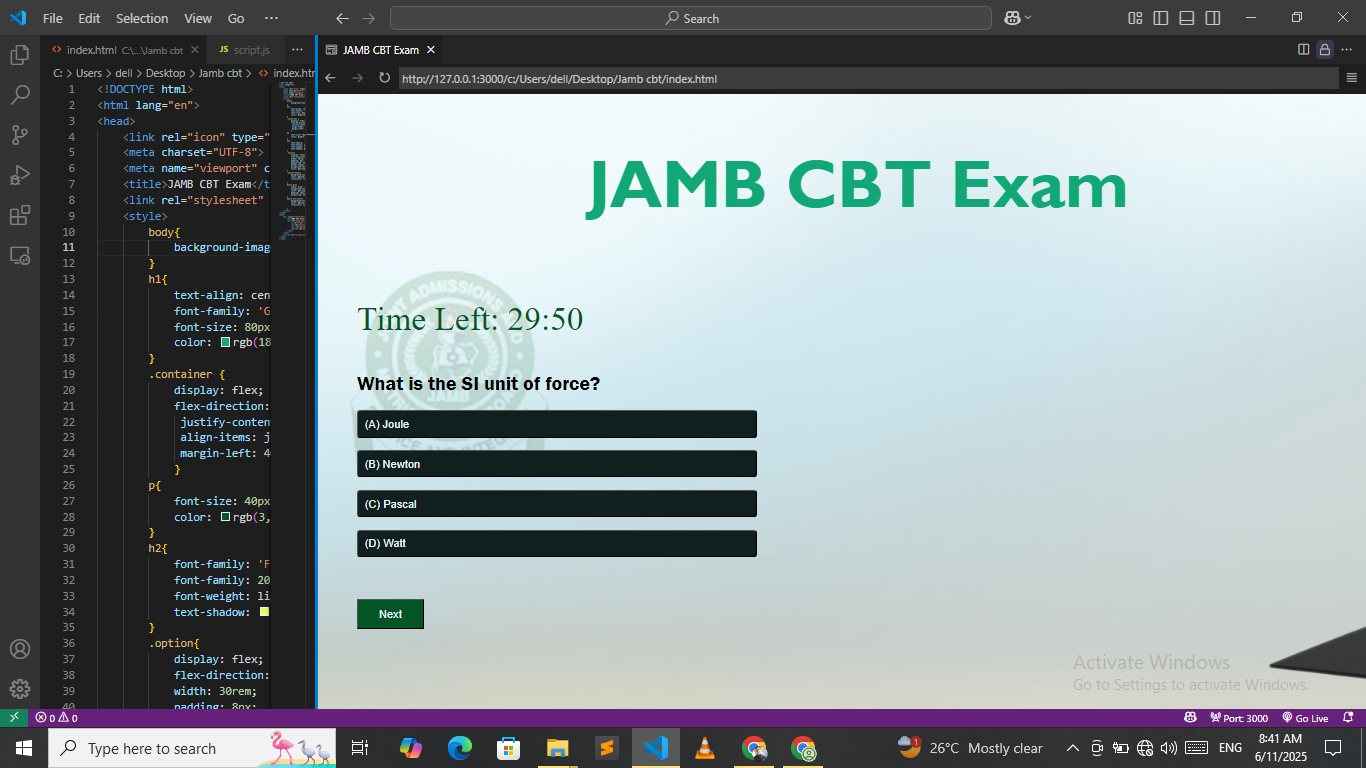 File Edit Selection View Go ···
Search
index.html C:\...\Jamb cbt
JS script.js
JAMB CBT Exam
C: > Users > dell > Desktop > Jamb cbt > index.htm
http://127.0.0.1:3000/c:/Users/dell/Desktop/Jamb cbt/index.html
1 <!DOCTYPE html>
2 <html lang="en">
3 <head>
4 <link rel="icon" type="
5 <meta charset="UTF-8">
6 <meta name="viewport" c
7 <title>JAMB CBT Exam</t
8 <link rel="stylesheet"
9 <style>
10 body{
11 background-imag
12 }
13 h1{
14 text-align: cen
15 font-family: 'G
16 font-size: 80px
17 color: rgb(18
18 }
19 .container {
20 display: flex;
21 flex-direction:
22 justify-conten
23 align-items: j
24 margin-left: 4
25 }
26 p{
27 font-size: 40px
28 color: rgb(3,
29 }
30 h2{
31 font-family: 'F
32 font-family: 20
33 font-weight: li
34 text-shadow:
35 }
36 .option{
37 display: flex;
38 flex-direction:
39 width: 30rem;
40 padding: 8px;
JAMB CBT Exam
JOINT ADMISSIONS
JAMB
Time Left: 29:50
What is the SI unit of force?
(A) Joule
(B) Newton
(C) Pascal
(D) Watt
Next
Activate Windows
Go to Settings to activate Windows.
0 0
Port: 3000
Go Live
Type here to search
1
26°C Mostly clear
ENG
8:41 AM
6/11/2025